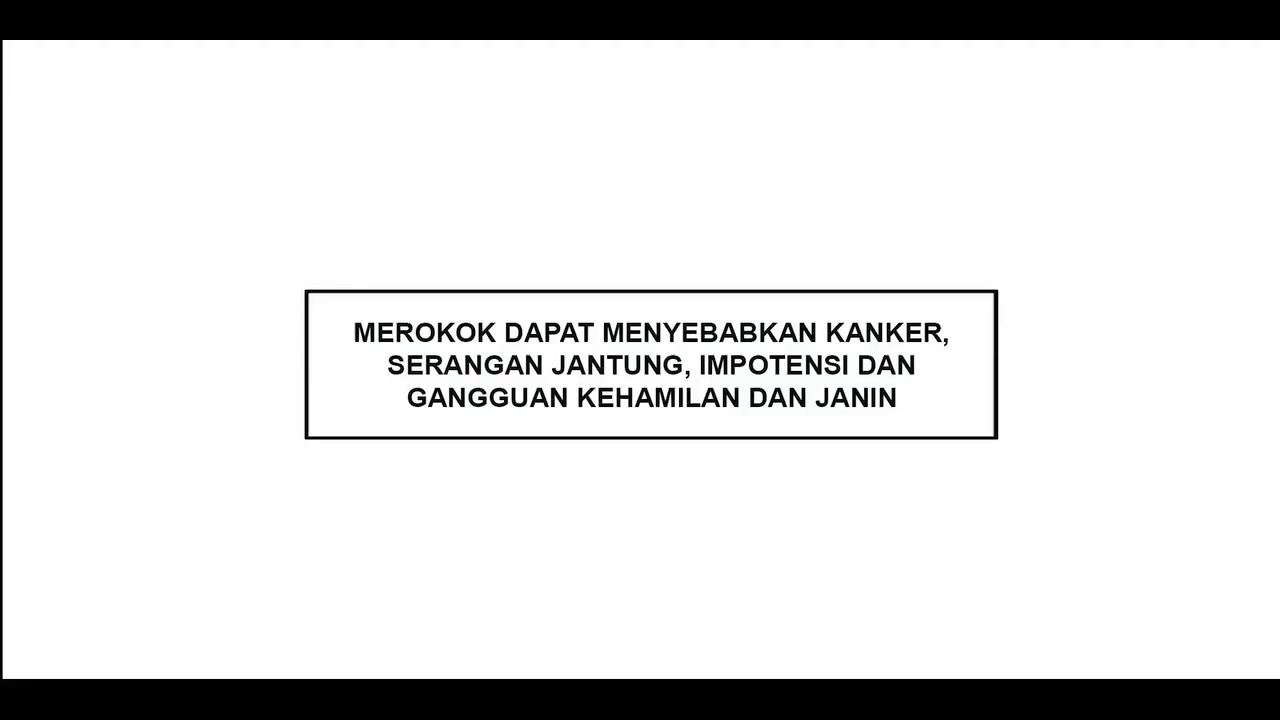 MEROKOK DAPAT MENYEBABKAN KANKER,
SERANGAN JANTUNG, IMPOTENSI DAN
GANGGUAN KEHAMILAN DAN JANIN